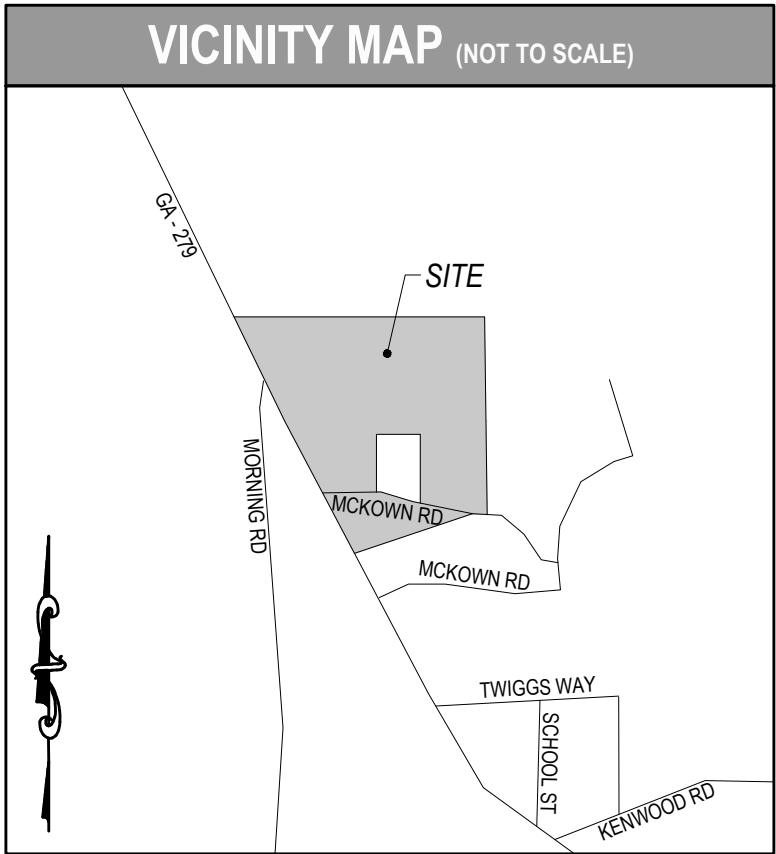 VICINITY MAP (NOT TO SCALE)
GA - 279
SITE
MORNING RD
MCKOWN RD
MCKOWN RD
TWIGGS WAY
SCHOOL ST
KENWOOD RD